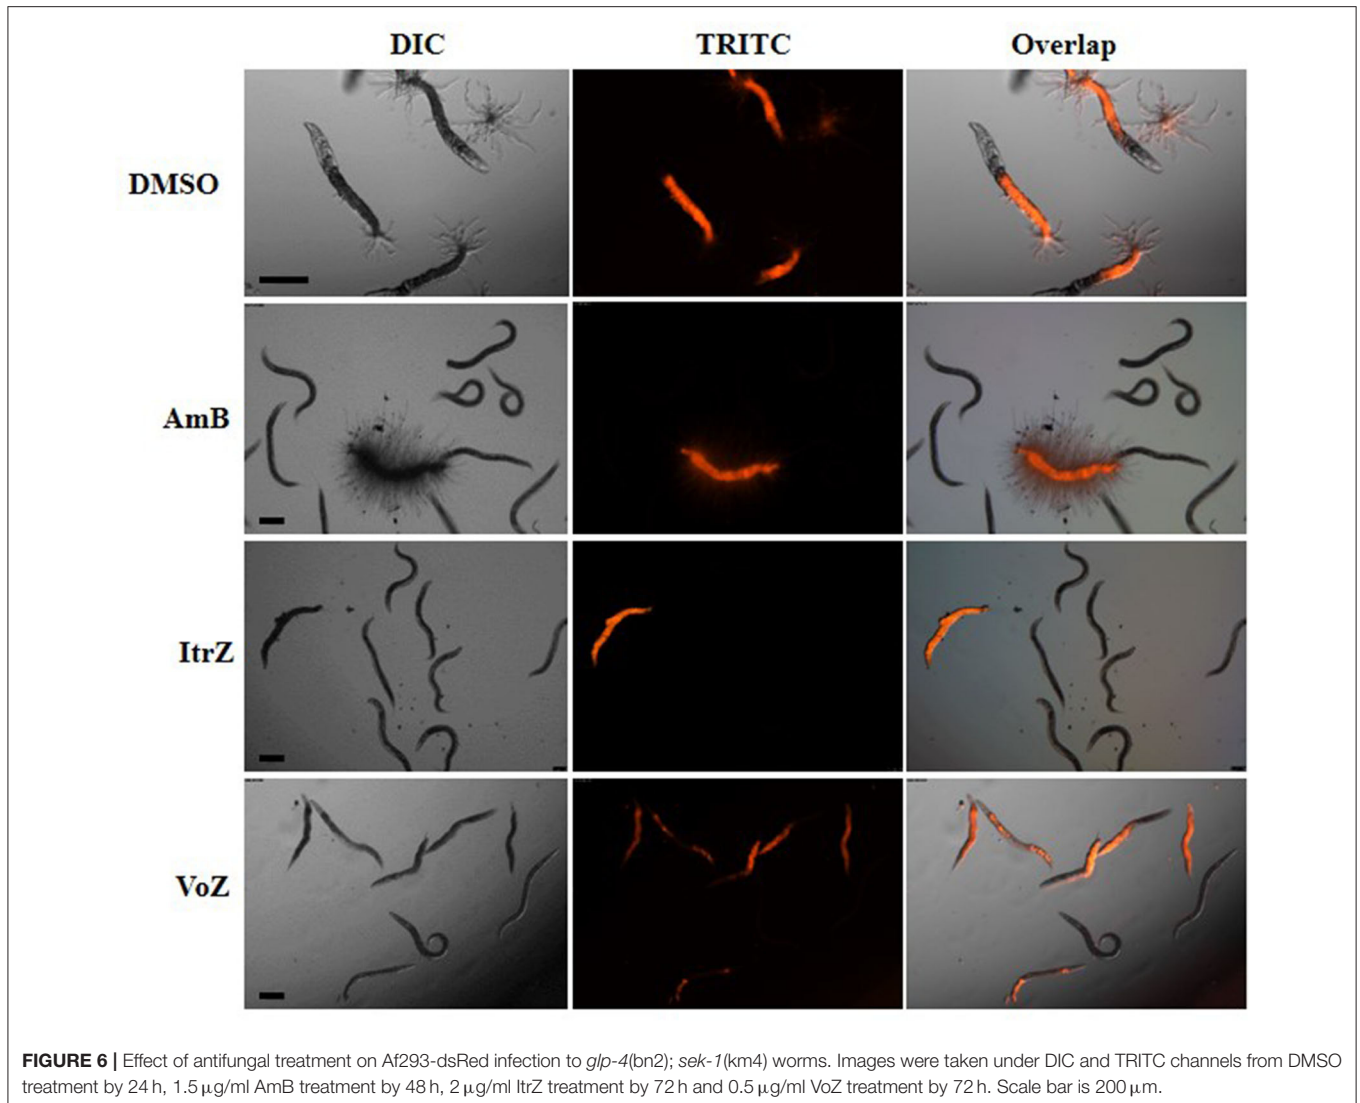 DIC TRITC Overlap
DMSO
AmB
ItrZ
VoZ
FIGURE 6 | Effect of antifungal treatment on Af293-dsRed infection to glp-4(bn2); sek-1(km4) worms. Images were taken under DIC and TRITC channels from DMSO
treatment by 24 h, 1.5 μg/ml AmB treatment by 48 h, 2 μg/ml ItrZ treatment by 72 h and 0.5 μg/ml VoZ treatment by 72 h. Scale bar is 200 μm.